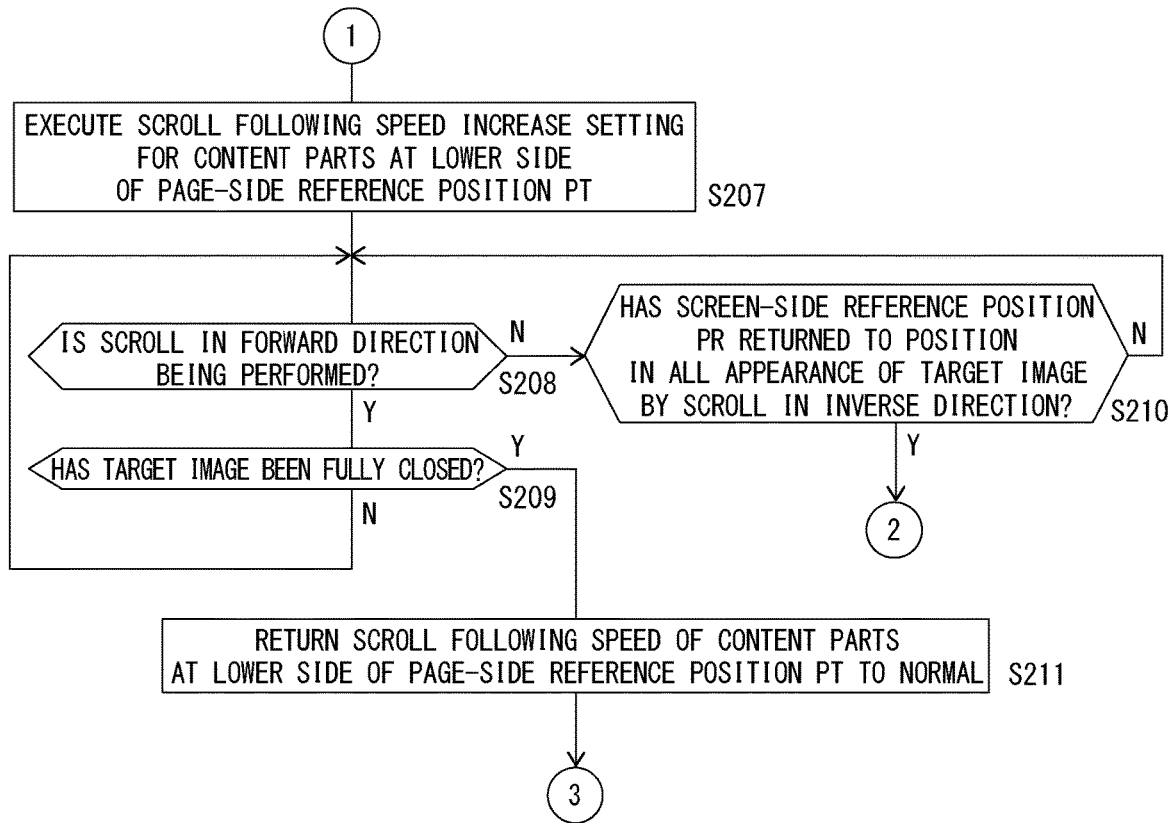 1
EXECUTE SCROLL FOLLOWING SPEED INCREASE SETTING
FOR CONTENT PARTS AT LOWER SIDE
OF PAGE-SIDE REFERENCE POSITION PT
S207
IS SCROLL IN FORWARD DIRECTION
BEING PERFORMED?
N
S208
Y
HAS SCREEN-SIDE REFERENCE POSITION
PR RETURNED TO POSITION
IN ALL APPEARANCE OF TARGET IMAGE
BY SCROLL IN INVERSE DIRECTION?
N
S210
Y
2
HAS TARGET IMAGE BEEN FULLY CLOSED?
Y
S209
N
RETURN SCROLL FOLLOWING SPEED OF CONTENT PARTS
AT LOWER SIDE OF PAGE-SIDE REFERENCE POSITION PT TO NORMAL
S211
3